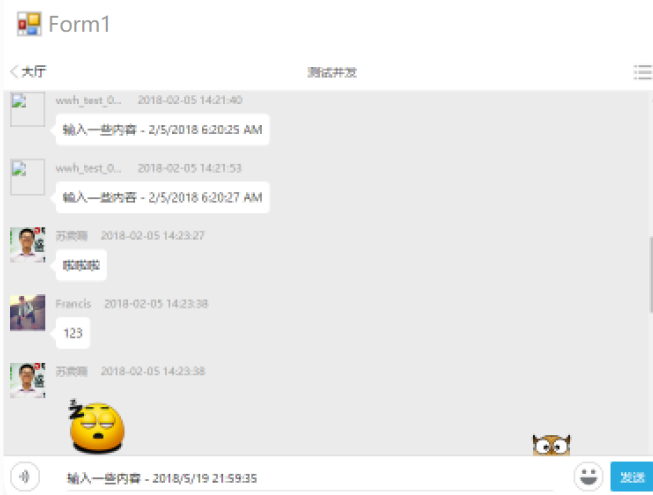 Form1
大厅
测试并发
wwh_test_0... 2018-02-05 14:21:40
输入一些内容 - 2/5/2018 6:20:25 AM
wwh_test_0... 2018-02-05 14:21:53
输入一些内容 - 2/5/2018 6:20:27 AM
2018-02-05 14:23:27
啦啦啦
Francis 2018-02-05 14:23:38
123
2018-02-05 14:23:38
输入一些内容 - 2018/5/19 21:59:35
发送